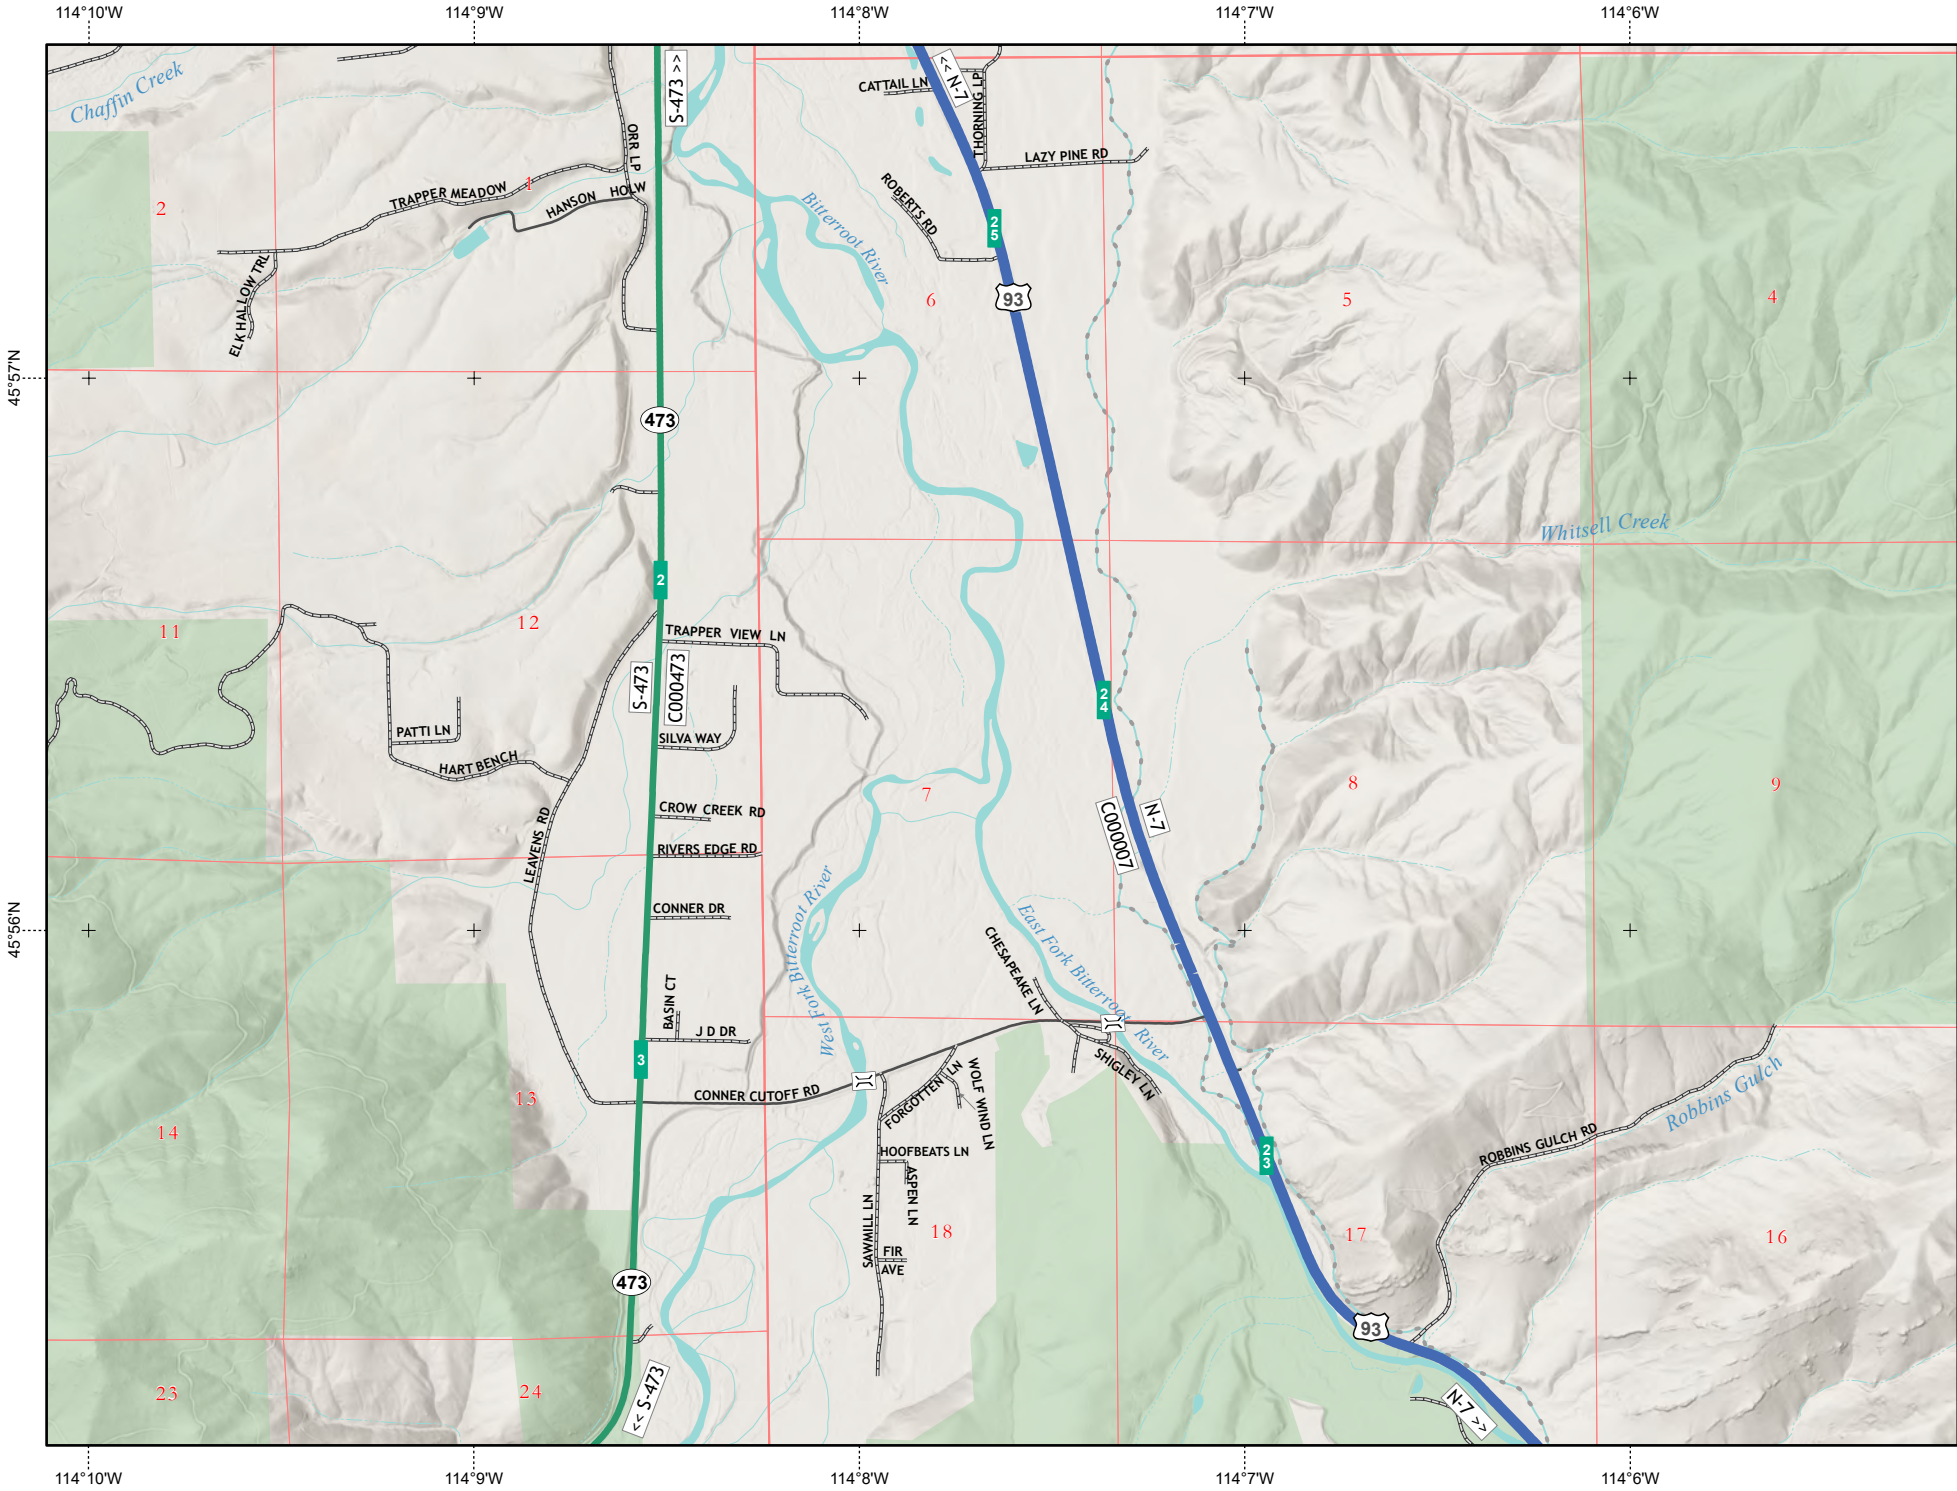 114°10'W 114°9'W 114°8'W 114°7'W 114°6'W
Chaffin Creek
S-473 >>
<< N-7
CATTAIL LN
THORNING LP
ORR LP
LAZY PINE RD
TRAPPER MEADOW
1
HANSON HOLW
2
ROBERTS RD
Bitterroot River
25
ELK HALLOW TRL
6
93
5
4
45°57'N
473
Whitsell Creek
2
12
11
TRAPPER VIEW LN
S-473
C000473
24
PATTI LN
SILVA WAY
HART BENCH
7
8
9
CROW CREEK RD
LEAVENS RD
C000007
N-7
RIVERS EDGE RD
45°56'N
CONNER DR
West Fork Bitterroot River
East Fork Bitterroot River
CHESAPEAKE LN
BASIN CT
J D DR
3
CONNER CUTOFF RD
FORGOTTEN LN
WOLF WIND LN
SHIGLEY LN
13
14
Robbins Gulch
ROBBINS GULCH RD
23
HOOFBEATS LN
ASPEN LN
SAWMILL LN
18
17
16
FIR
AVE
473
93
23
24
<< S-473
N-7 >>
114°10'W 114°9'W 114°8'W 114°7'W 114°6'W